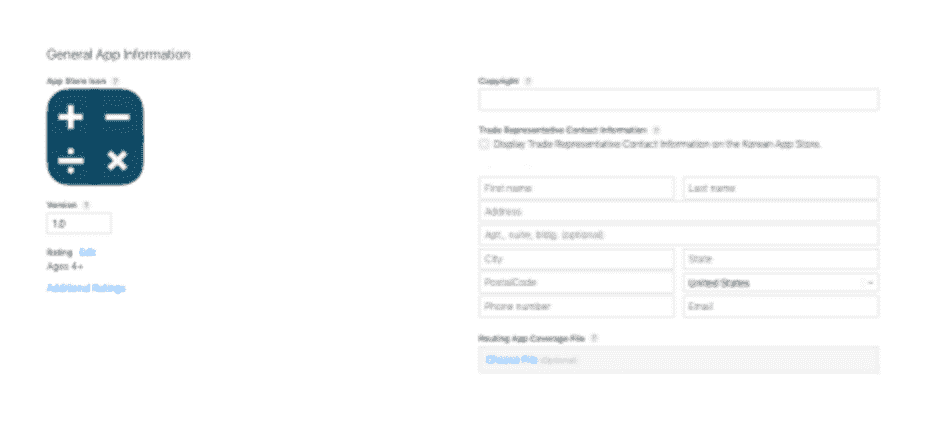 General App Information
App Store Icon ?
+ −
÷ ×
Version ?
1.0
Rating Edit
Ages 4+
Additional Ratings
Copyright ?
Trade Representative Contact Information ?
Display Trade Representative Contact Information on the Korean App Store.
First name
Last name
Address
Apt., suite, bldg. (optional)
City
State
PostalCode
United States
Phone number
Email
Routing App Coverage File ?
Choose File (Optional)